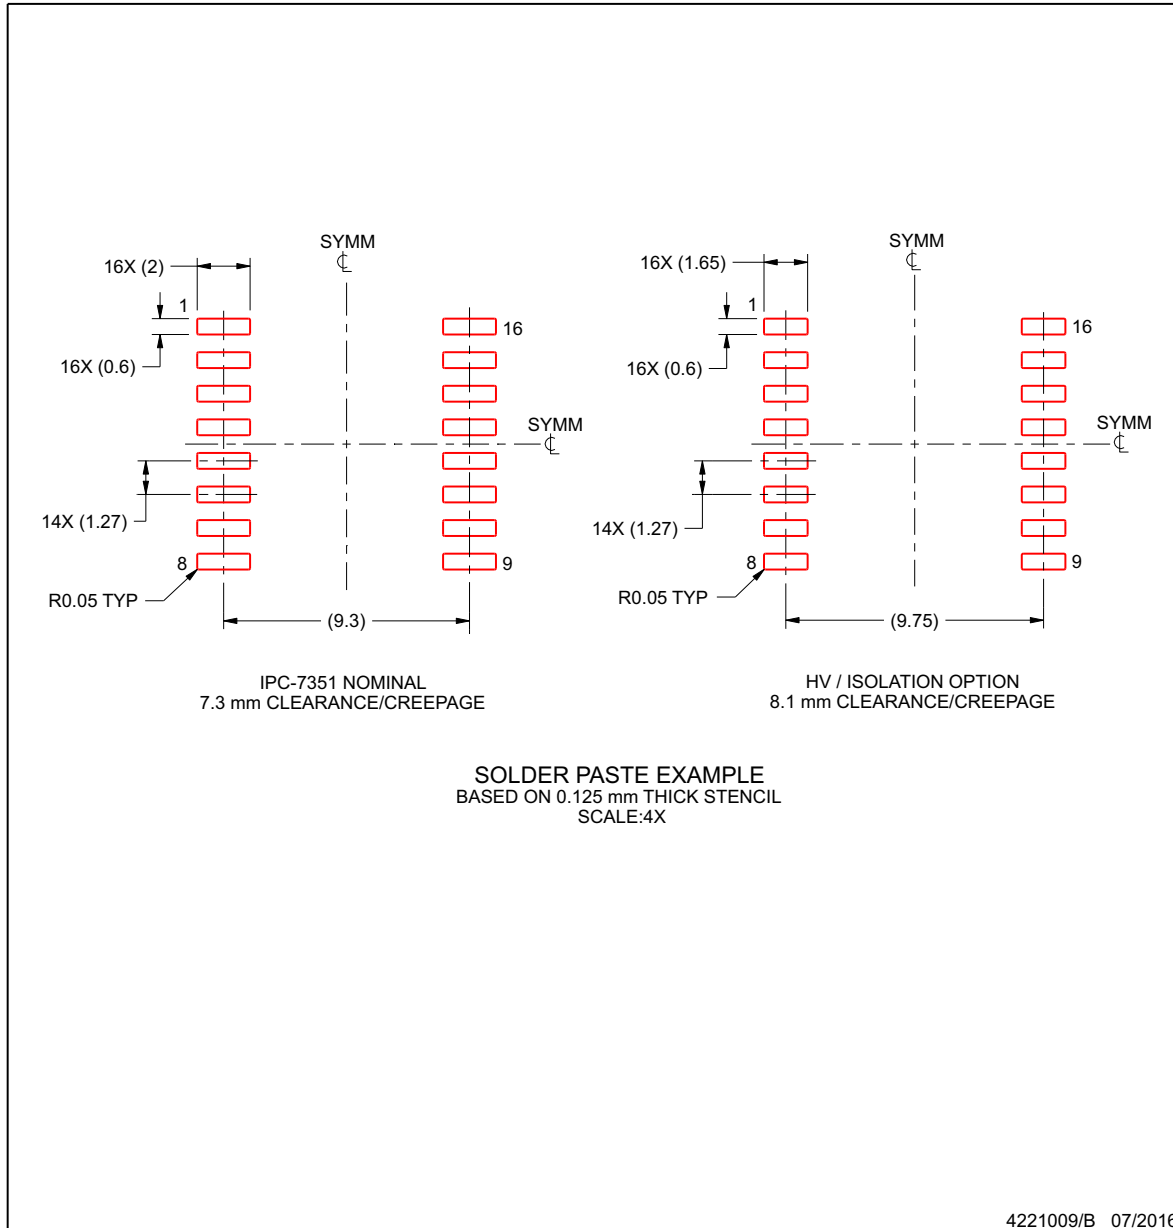 SYMM
℄
16X (2)
1
16
16X (0.6)
SYMM
℄
14X (1.27)
8
9
R0.05 TYP
(9.3)
IPC-7351 NOMINAL
7.3 mm CLEARANCE/CREEPAGE
SYMM
℄
16X (1.65)
1
16
16X (0.6)
SYMM
℄
14X (1.27)
8
9
R0.05 TYP
(9.75)
HV / ISOLATION OPTION
8.1 mm CLEARANCE/CREEPAGE
SOLDER PASTE EXAMPLE
BASED ON 0.125 mm THICK STENCIL
SCALE:4X
4221009/B 07/2016